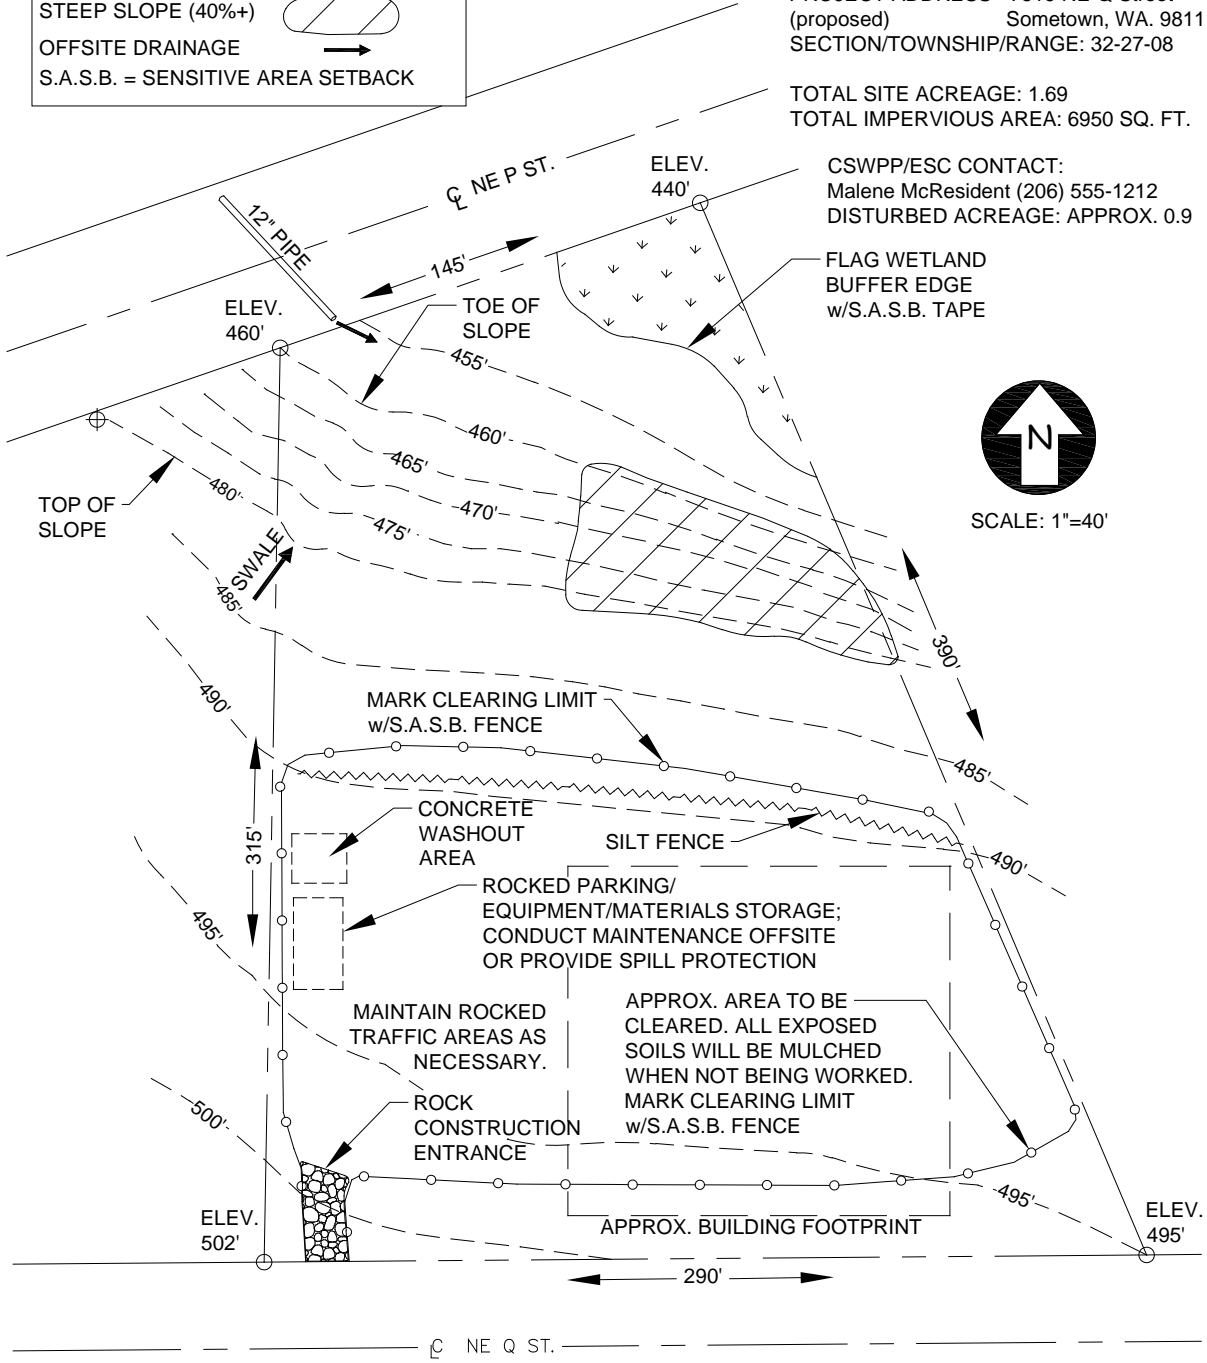 STEEP SLOPE (40%+)
OFFSITE DRAINAGE
S.A.S.B. = SENSITIVE AREA SETBACK
(proposed)
Sometown, WA. 9811
SECTION/TOWNSHIP/RANGE: 32-27-08
TOTAL SITE ACREAGE: 1.69
TOTAL IMPERVIOUS AREA: 6950 SQ. FT.
CSWPP/ESC CONTACT:
Malene McResident (206) 555-1212
DISTURBED ACREAGE: APPROX. 0.9
ELEV.
440'
℄ NE P ST.
12" PIPE
145'
FLAG WETLAND
BUFFER EDGE
w/S.A.S.B. TAPE
ELEV.
460'
TOE OF
SLOPE
455'
460'
465'
470'
475'
480'
TOP OF
SLOPE
SWALE
485'
N
SCALE: 1"=40'
390'
490'
MARK CLEARING LIMIT
w/S.A.S.B. FENCE
485'
315'
CONCRETE
WASHOUT
AREA
SILT FENCE
490'
ROCKED PARKING/
EQUIPMENT/MATERIALS STORAGE;
CONDUCT MAINTENANCE OFFSITE
OR PROVIDE SPILL PROTECTION
495'
MAINTAIN ROCKED
TRAFFIC AREAS AS
NECESSARY.
APPROX. AREA TO BE
CLEARED. ALL EXPOSED
SOILS WILL BE MULCHED
WHEN NOT BEING WORKED.
MARK CLEARING LIMIT
w/S.A.S.B. FENCE
500'
ROCK
CONSTRUCTION
ENTRANCE
495'
ELEV.
502'
APPROX. BUILDING FOOTPRINT
ELEV.
495'
290'
℄ NE Q ST.